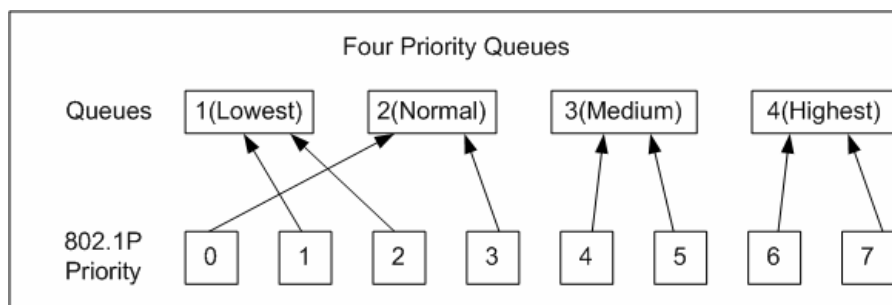 Four Priority Queues
Queues 1(Lowest) 2(Normal) 3(Medium) 4(Highest)
802.1P
Priority 0 1 2 3 4 5 6 7